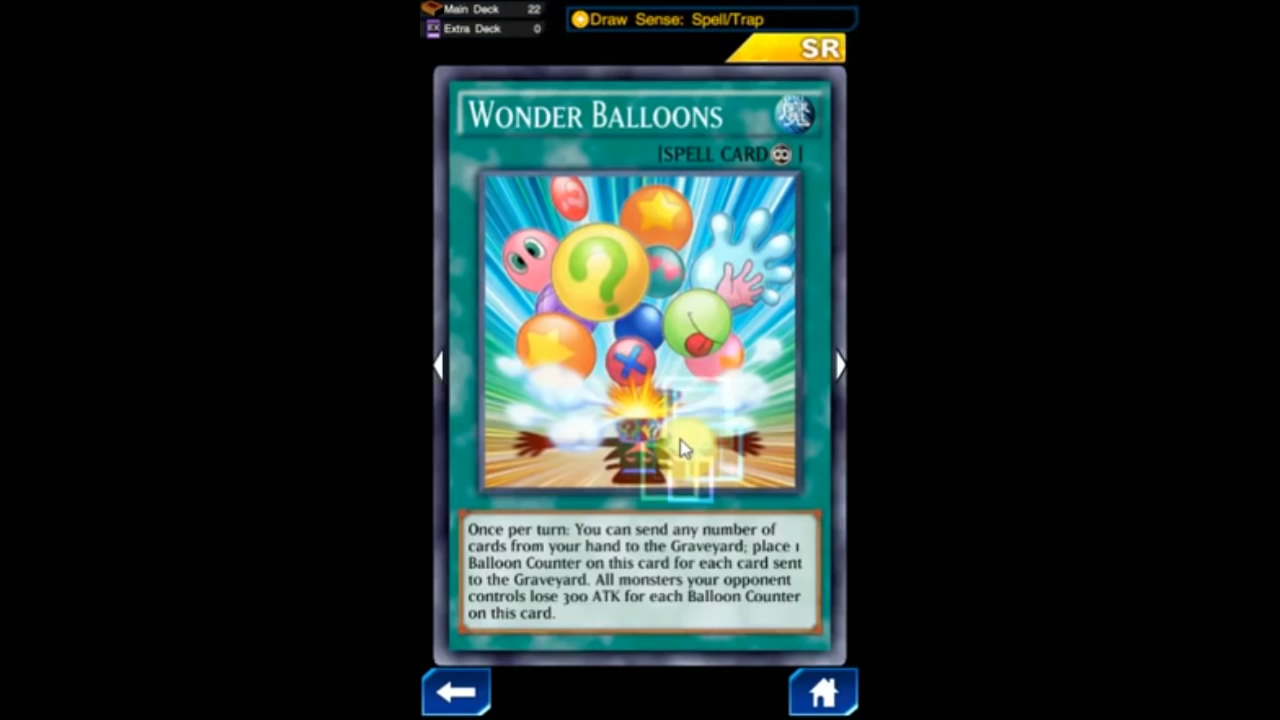 Main Deck 22
Extra Deck 0
EX
Draw Sense: Spell/Trap
SR
WONDER BALLOONS
魔
[SPELL CARD ]
?
Once per turn: You can send any number of
cards from your hand to the Graveyard; place 1
Balloon Counter on this card for each card sent
to the Graveyard. All monsters your opponent
controls lose 300 ATK for each Balloon Counter
on this card.